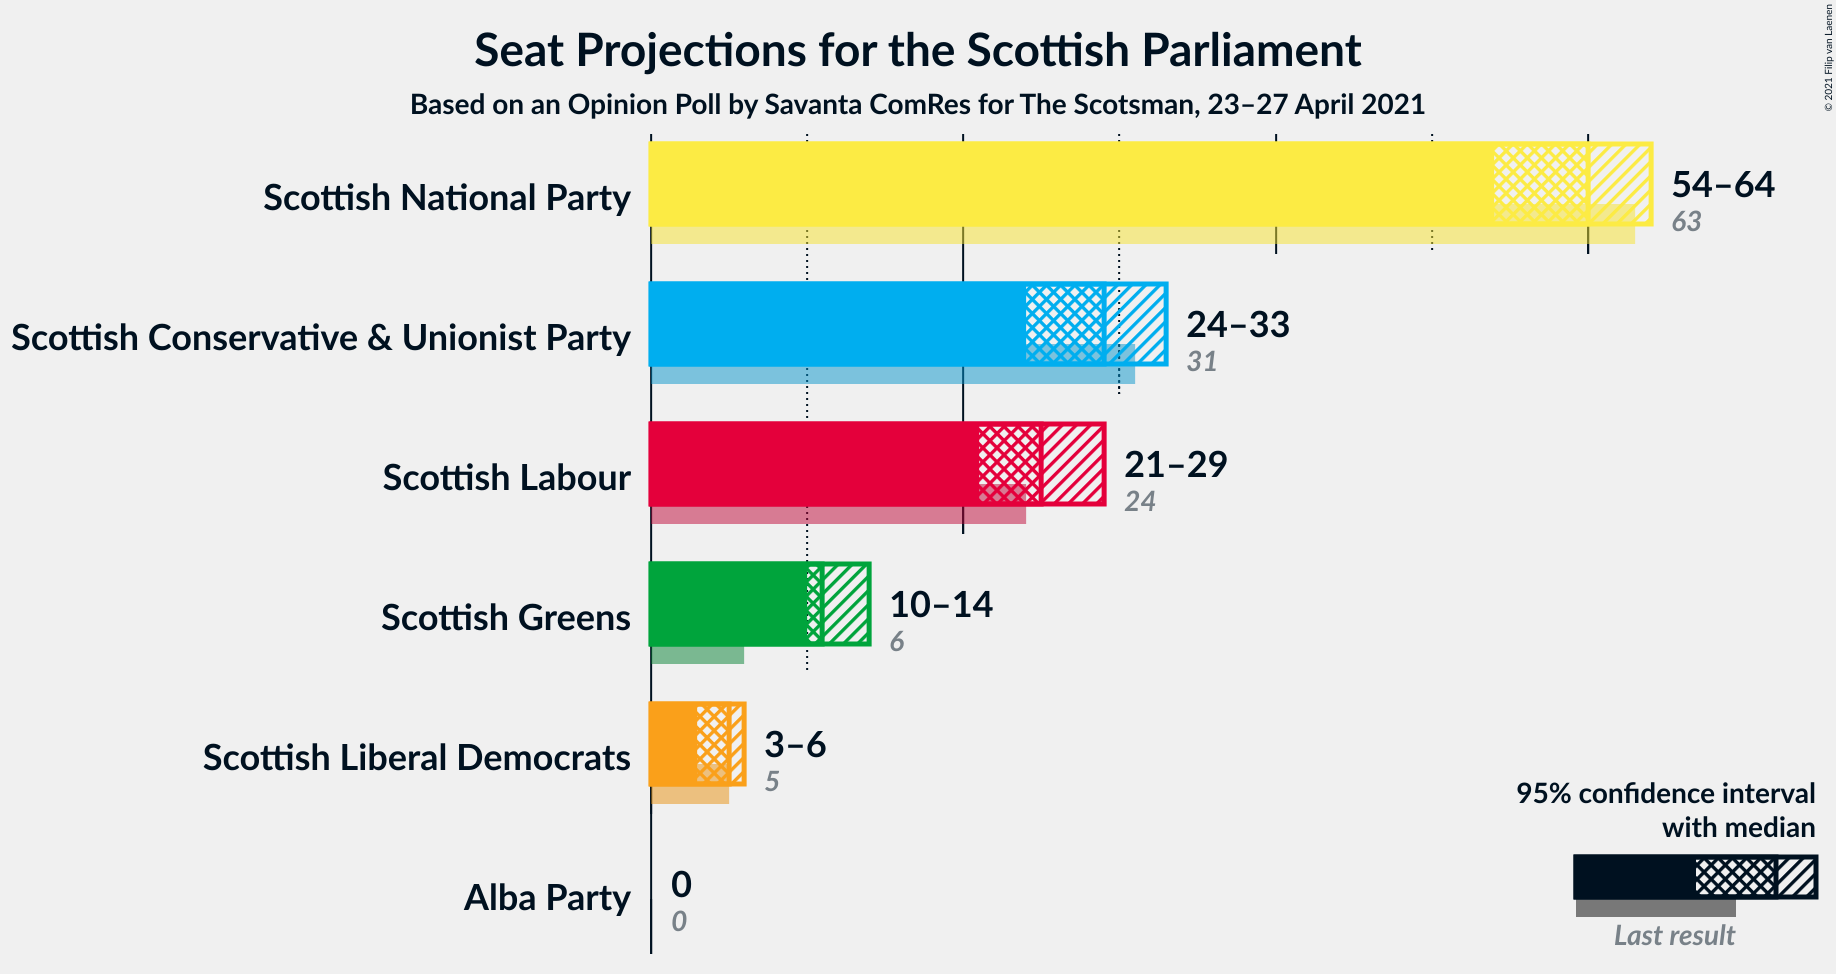 Seat Projections for the Scottish Parliament
Based on an Opinion Poll by Savanta ComRes for The Scotsman, 23–27 April 2021
© 2021 Filip van Laenen
Scottish National Party
54–64
63
Scottish Conservative & Unionist Party
24–33
31
Scottish Labour
21–29
24
Scottish Greens
10–14
6
Scottish Liberal Democrats
3–6
5
Alba Party
0
0
95% confidence interval
with median
Last result